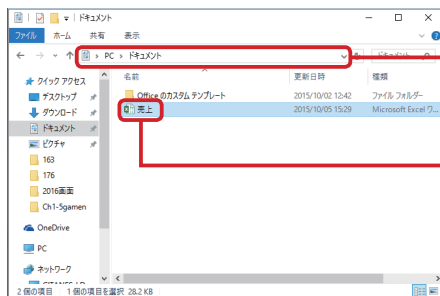 ドキュメント
ファイル ホーム 共有 表示
PC › ドキュメント
名前 更新日時 種類
クイック アクセス
Office のカスタム テンプレート 2015/10/02 12:42 ファイル フォルダー
デスクトップ
売上 2015/10/05 15:29 Microsoft Excel ワ...
ダウンロード
ドキュメント
ピクチャ
163
176
2016画面
Ch1-5gamen
OneDrive
PC
ネットワーク
2 個の項目 1 個の項目を選択 28.2 KB